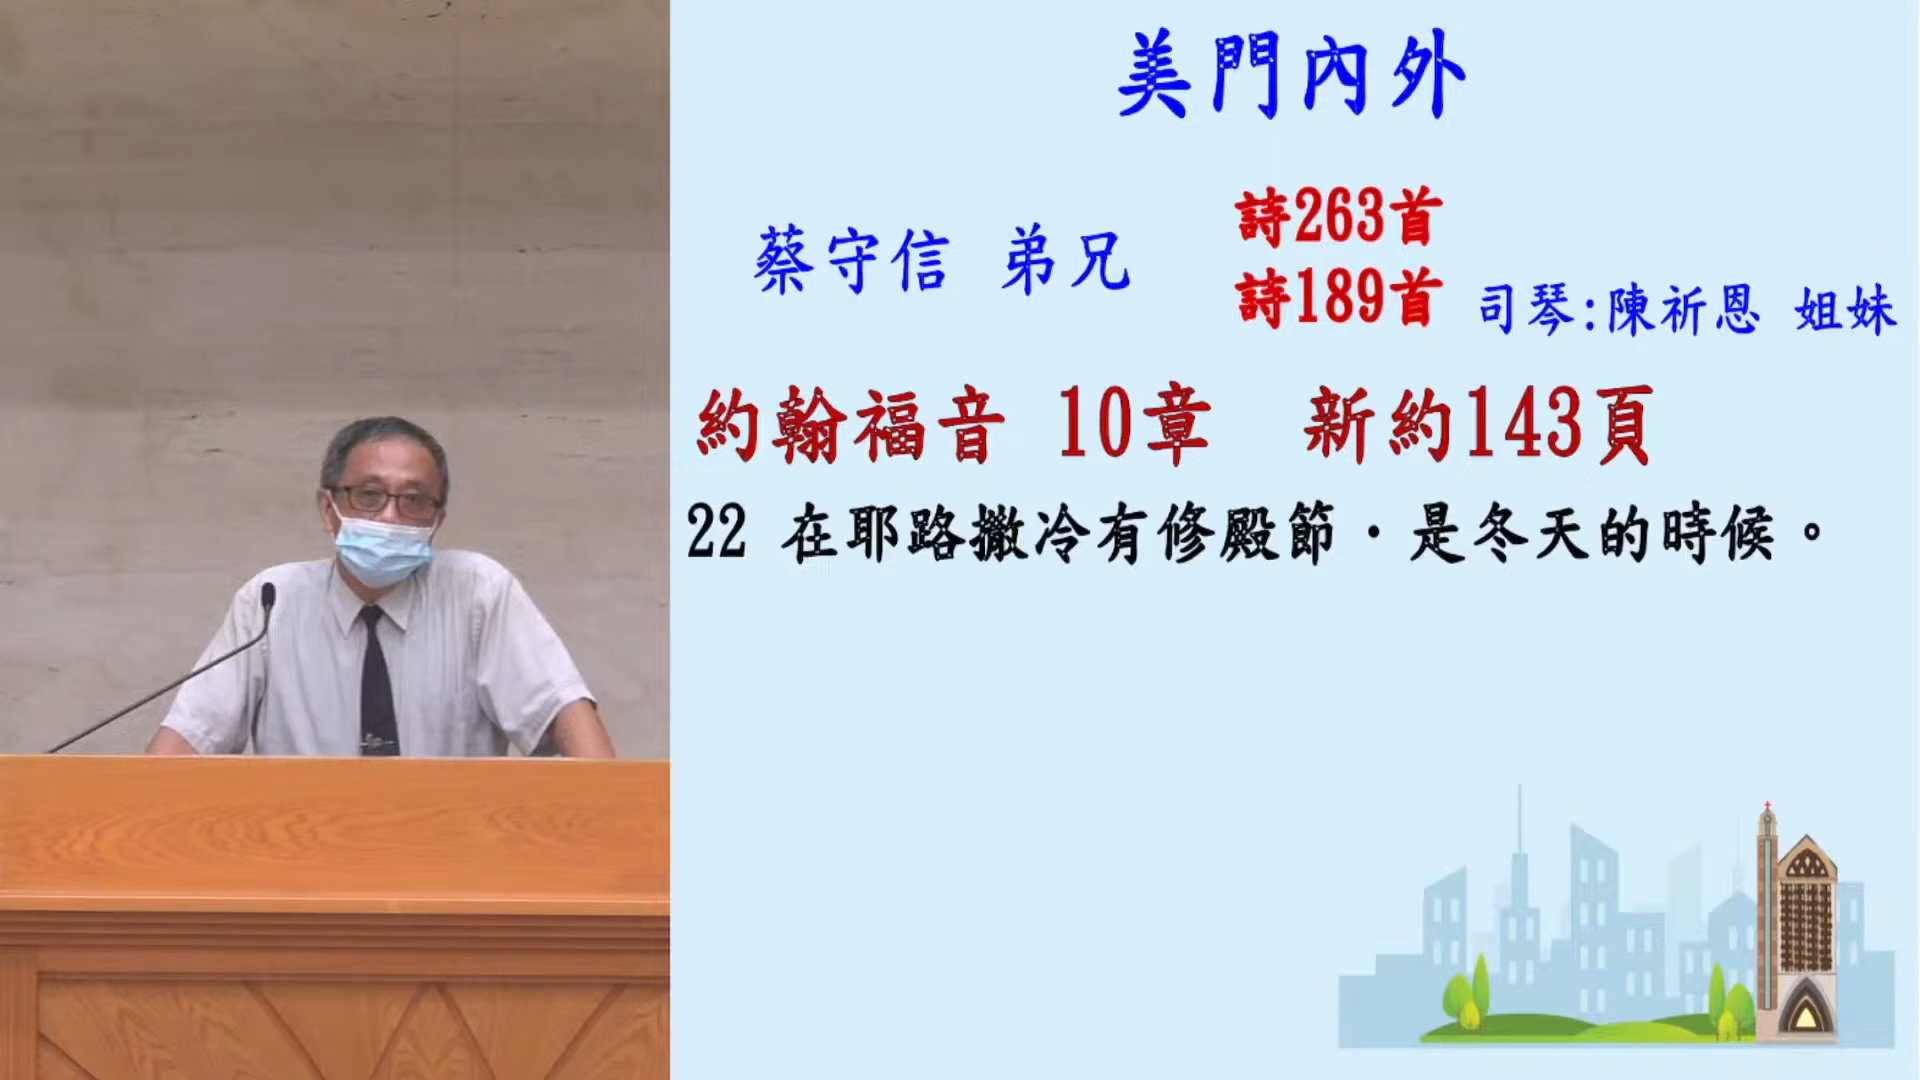 美門內外
蔡守信 弟兄
詩263首
詩189首
司琴:陳祈恩 姐妹
約翰福音 10章 新約143頁
22 在耶路撒冷有修殿節．是冬天的時候。